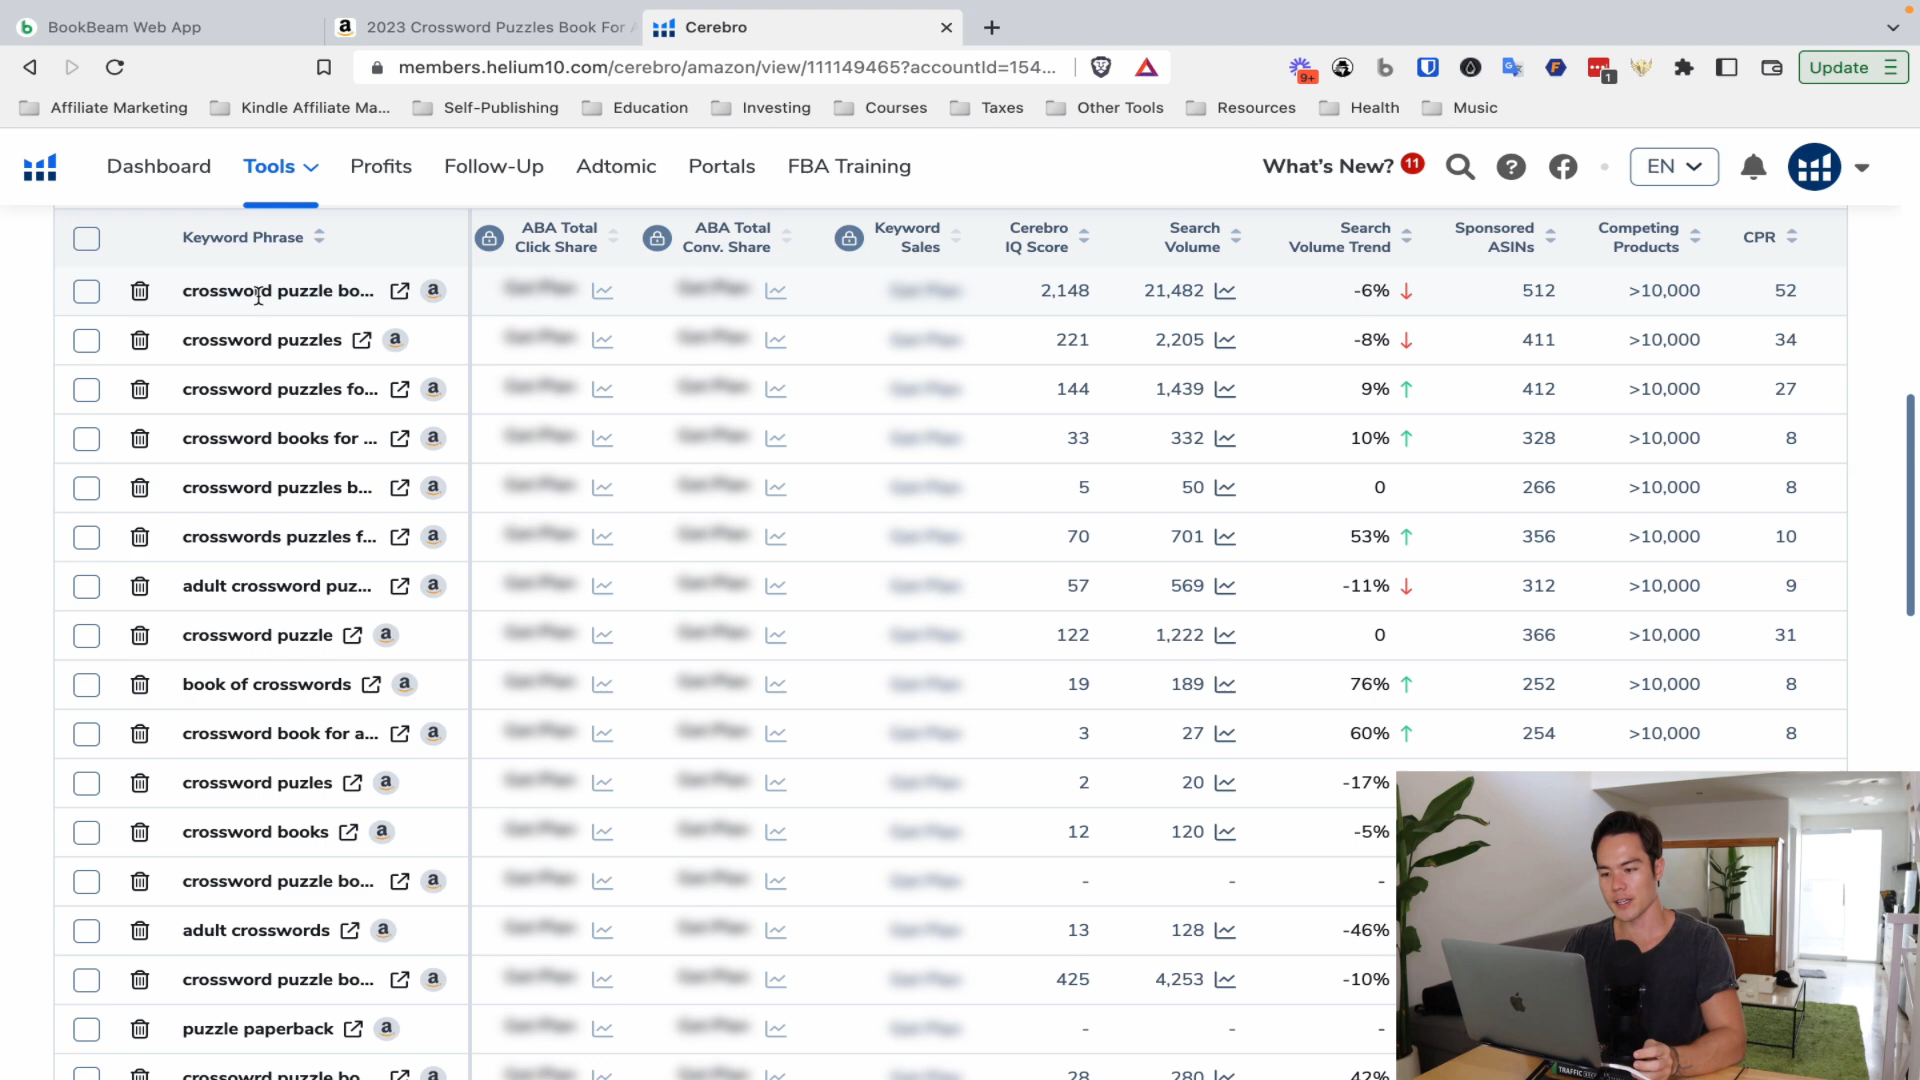 BookBeam Web App
2023 Crossword Puzzles Book For A
Cerebro
members.helium10.com/cerebro/amazon/view/111149465?accountId=154...
9+
1
Update
Affiliate Marketing
Kindle Affiliate Ma...
Self-Publishing
Education
Investing
Courses
Taxes
Other Tools
Resources
Health
Music
Dashboard
Tools
Profits
Follow-Up
Adtomic
Portals
FBA Training
What's New? 11
EN
Keyword Phrase
ABA Total
Click Share
ABA Total
Conv. Share
Keyword
Sales
Cerebro
IQ Score
Search
Volume
Search
Volume Trend
Sponsored
ASINs
Competing
Products
CPR
crossword puzzle bo... 2,148 21,482 -6% 512 >10,000 52
crossword puzzles 221 2,205 -8% 411 >10,000 34
crossword puzzles fo... 144 1,439 9% 412 >10,000 27
crossword books for ... 33 332 10% 328 >10,000 8
crossword puzzles b... 5 50 0 266 >10,000 8
crosswords puzzles f... 70 701 53% 356 >10,000 10
adult crossword puz... 57 569 -11% 312 >10,000 9
crossword puzzle 122 1,222 0 366 >10,000 31
book of crosswords 19 189 76% 252 >10,000 8
crossword book for a... 3 27 60% 254 >10,000 8
crossword puzles 2 20 -17%
crossword books 12 120 -5%
crossword puzzle bo... - - -
adult crosswords 13 128 -46%
crossword puzzle bo... 425 4,253 -10%
puzzle paperback - - -
crossowrd puzzle bo... 28 280 42%
TRAFFIC